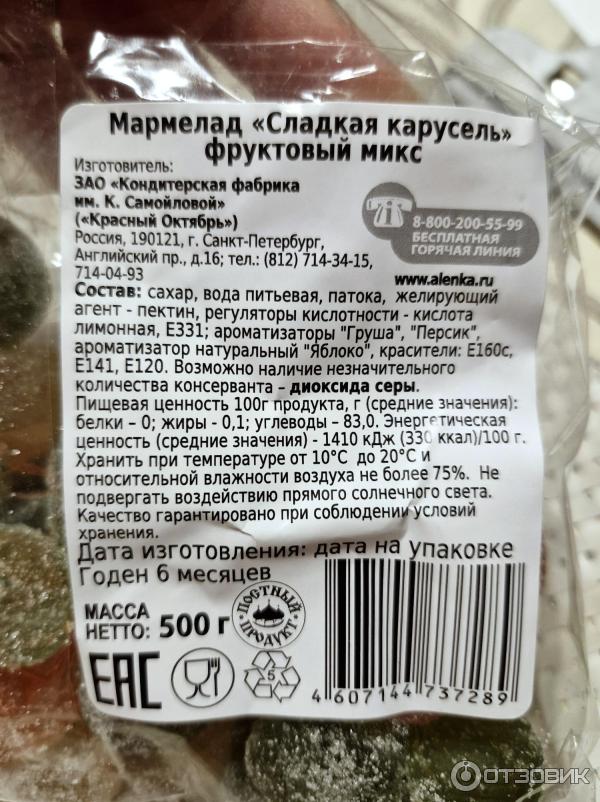 Мармелад «Сладкая карусель»
фруктовый микс
Изготовитель:
ЗАО «Кондитерская фабрика
им. К. Самойловой»
(«Красный Октябрь»)
Россия, 190121, г. Санкт-Петербург,
Английский пр., д.16; тел.: (812) 714-34-15,
714-04-93
8-800-200-55-99
БЕСПЛАТНАЯ
ГОРЯЧАЯ ЛИНИЯ
www.alenka.ru
Состав: сахар, вода питьевая, патока, желирующий
агент - пектин, регуляторы кислотности - кислота
лимонная, Е331; ароматизаторы "Груша", "Персик",
ароматизатор натуральный "Яблоко", красители: Е160с,
Е141, Е120. Возможно наличие незначительного
количества консерванта – диоксида серы.
Пищевая ценность 100г продукта, г (средние значения):
белки – 0; жиры - 0,1; углеводы – 83,0. Энергетическая
ценность (средние значения) - 1410 кДж (330 ккал)/100 г.
Хранить при температуре от 10°С до 20°С и
относительной влажности воздуха не более 75%. Не
подвергать воздействию прямого солнечного света.
Качество гарантировано при соблюдении условий
хранения.
Дата изготовления: дата на упаковке
Годен 6 месяцев
МАССА
НЕТТО: 500 г
ПОСТНЫЙ
ПРОДУКТ
ЕАС
5
4 607144 737289
ОТЗОВИК